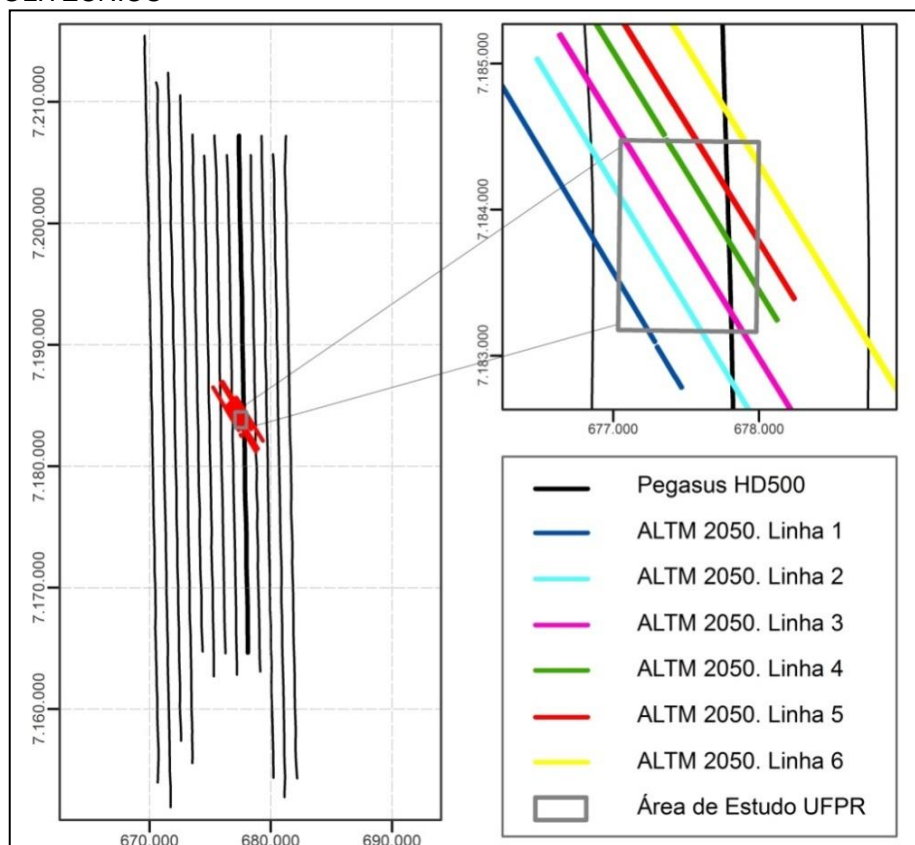 7.210.000
7.200.000
7.190.000
7.180.000
7.170.000
7.160.000
670.000
680.000
690.000
7.185.000
7.184.000
7.183.000
677.000
678.000
Pegasus HD500
ALTM 2050. Linha 1
ALTM 2050. Linha 2
ALTM 2050. Linha 3
ALTM 2050. Linha 4
ALTM 2050. Linha 5
ALTM 2050. Linha 6
Área de Estudo UFPR